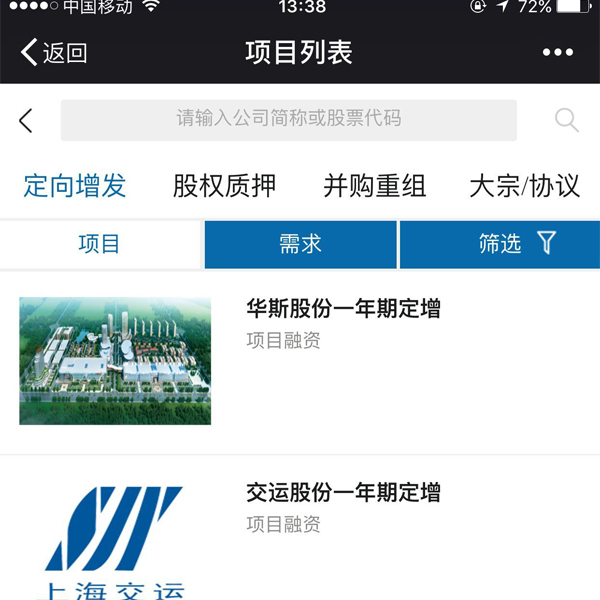 中国移动 13:38 72%
返回 项目列表
请输入公司简称或股票代码
定向增发 股权质押 并购重组 大宗/协议
项目 需求 筛选
华斯股份一年期定增
项目融资
交运股份一年期定增
项目融资
上海交运